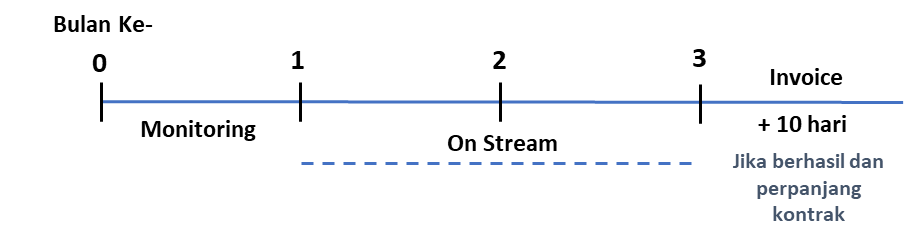 Bulan Ke-
0
1
2
3
Invoice
Monitoring
+ 10 hari
On Stream
Jika berhasil dan
perpanjang
kontrak